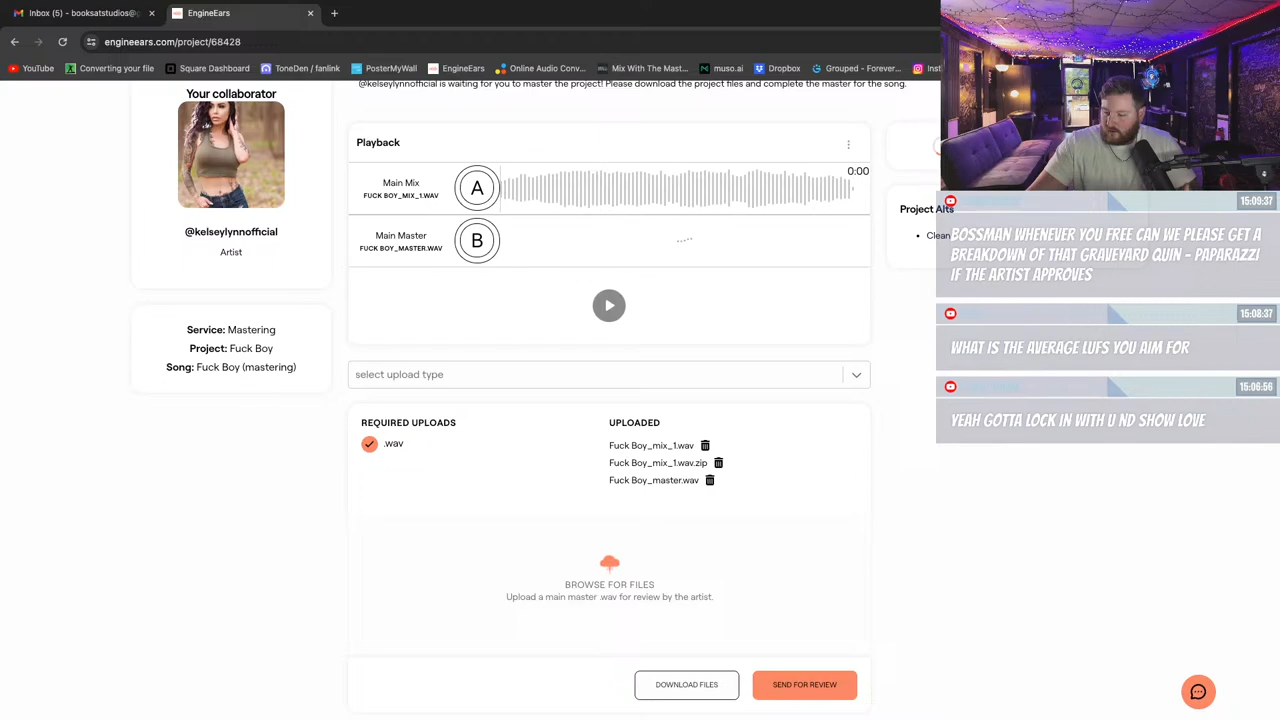 Inbox (5) - booksatstudios@g
EngineEars
engineears.com/project/68428
YouTube
Converting your file
Square Dashboard
ToneDen / fanlink
PosterMyWall
EngineEars
Online Audio Conv...
Mix With The Mast...
muso.ai
Dropbox
Grouped - Forever...
Inst
@kelseylynnofficial is waiting for you to master the project! Please download the project files and complete the master for the song.
Your collaborator
@kelseylynnofficial
Artist
Service: Mastering
Project: Fuck Boy
Song: Fuck Boy (mastering)
Playback
Main Mix
FUCK BOY_MIX_1.WAV
A
0:00
Main Master
FUCK BOY_MASTER.WAV
B
select upload type
REQUIRED UPLOADS
.wav
UPLOADED
Fuck Boy_mix_1.wav
Fuck Boy_mix_1.wav.zip
Fuck Boy_master.wav
BROWSE FOR FILES
Upload a main master .wav for review by the artist.
DOWNLOAD FILES
SEND FOR REVIEW
Project Alts
Clean
15:09:37
BOSSMAN WHENEVER YOU FREE CAN WE PLEASE GET A
BREAKDOWN OF THAT GRAVEYARD QUIN - PAPARAZZI
IF THE ARTIST APPROVES
15:08:37
WHAT IS THE AVERAGE LUFS YOU AIM FOR
15:06:56
YEAH GOTTA LOCK IN WITH U ND SHOW LOVE